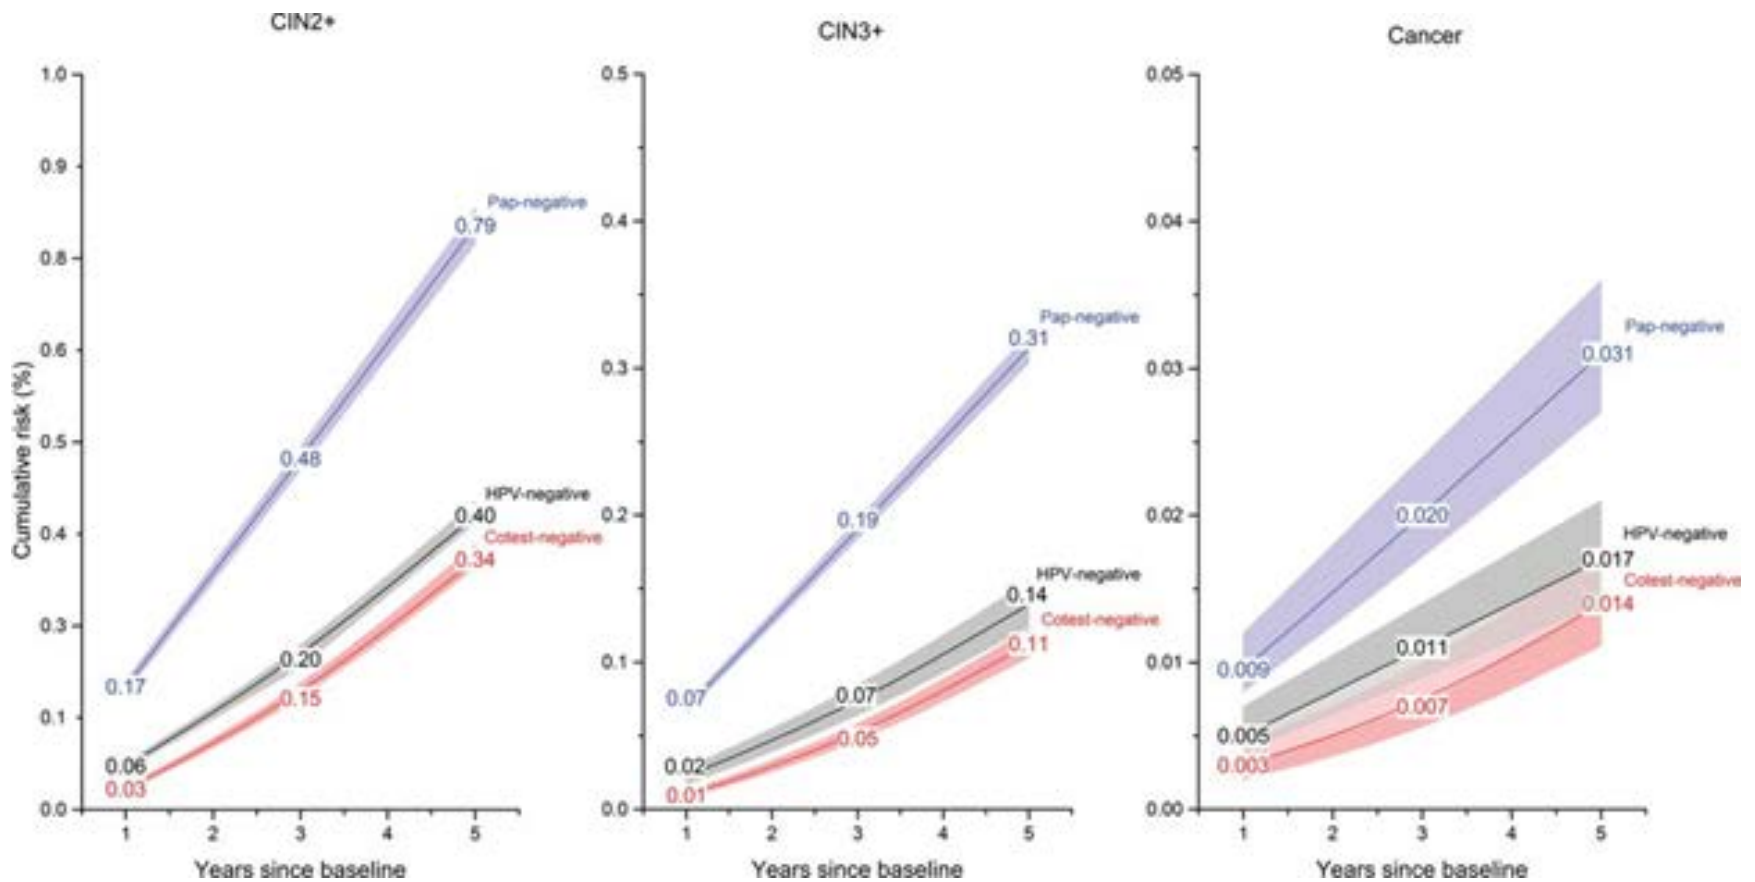 CIN2+
1.0
0.9
0.8
0.6
0.5
0.4
0.3
0.1
0.0
Cumulative risk (%)
Pap-negative
0.79
0.48
0.17
HPV-negative
0.40
0.20
0.06
Cotest-negative
0.34
0.15
0.03
1 2 3 4 5
Years since baseline
CIN3+
0.5
0.4
0.3
0.2
0.1
0.0
Pap-negative
0.31
0.19
0.07
HPV-negative
0.14
0.07
0.02
Cotest-negative
0.11
0.05
0.01
1 2 3 4 5
Years since baseline
Cancer
0.05
0.04
0.03
0.02
0.01
0.00
Pap-negative
0.031
0.020
0.009
HPV-negative
0.017
0.011
0.005
Cotest-negative
0.014
0.007
0.003
1 2 3 4 5
Years since baseline